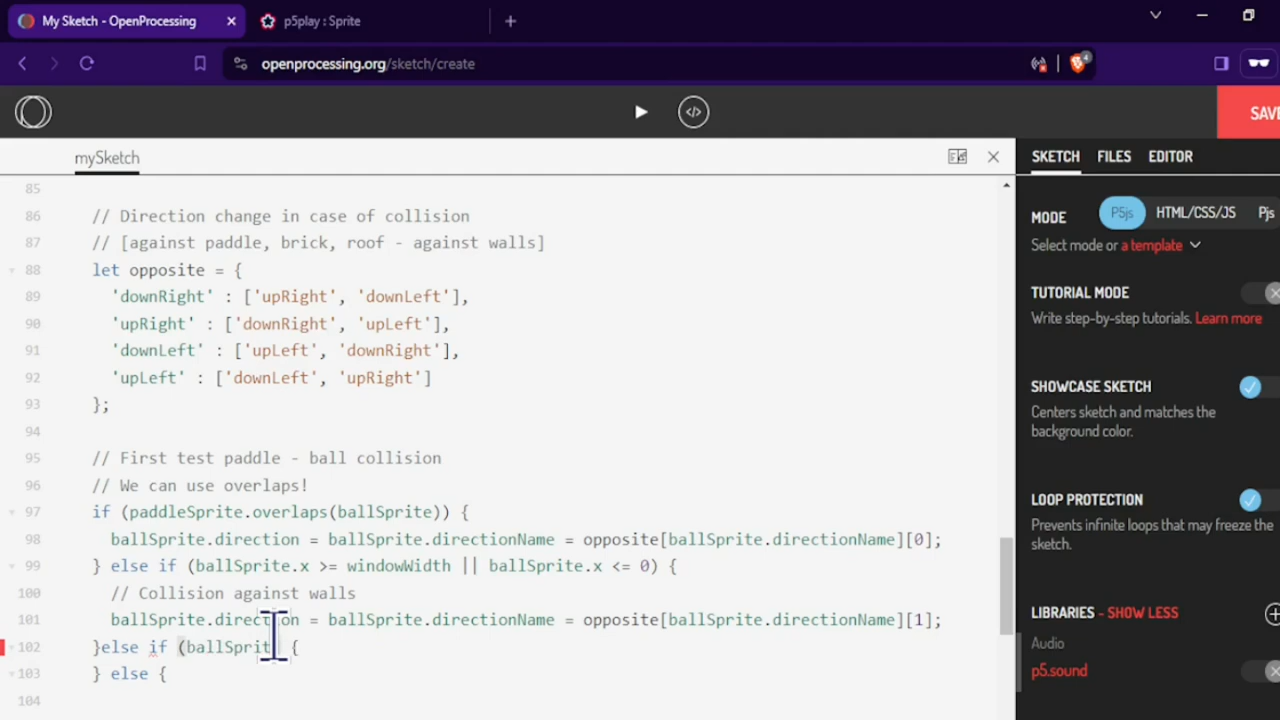 My Sketch - OpenProcessing
p5play : Sprite
openprocessing.org/sketch/create
4
</>
SAV
mySketch
SKETCH FILES EDITOR
85
86 // Direction change in case of collision
87 // [against paddle, brick, roof - against walls]
88 let opposite = {
89 'downRight' : ['upRight', 'downLeft'],
90 'upRight' : ['downRight', 'upLeft'],
91 'downLeft' : ['upLeft', 'downRight'],
92 'upLeft' : ['downLeft', 'upRight']
93 };
94
95 // First test paddle - ball collision
96 // We can use overlaps!
97 if (paddleSprite.overlaps(ballSprite)) {
98 ballSprite.direction = ballSprite.directionName = opposite[ballSprite.directionName][0];
99 } else if (ballSprite.x >= windowWidth || ballSprite.x <= 0) {
100 // Collision against walls
101 ballSprite.direction = ballSprite.directionName = opposite[ballSprite.directionName][1];
102 }else if (ballSprit {
103 } else {
104
MODE P5js HTML/CSS/JS Pjs
Select mode or a template
TUTORIAL MODE
Write step-by-step tutorials. Learn more
SHOWCASE SKETCH
Centers sketch and matches the
background color.
LOOP PROTECTION
Prevents infinite loops that may freeze the
sketch.
LIBRARIES - SHOW LESS
Audio
p5.sound